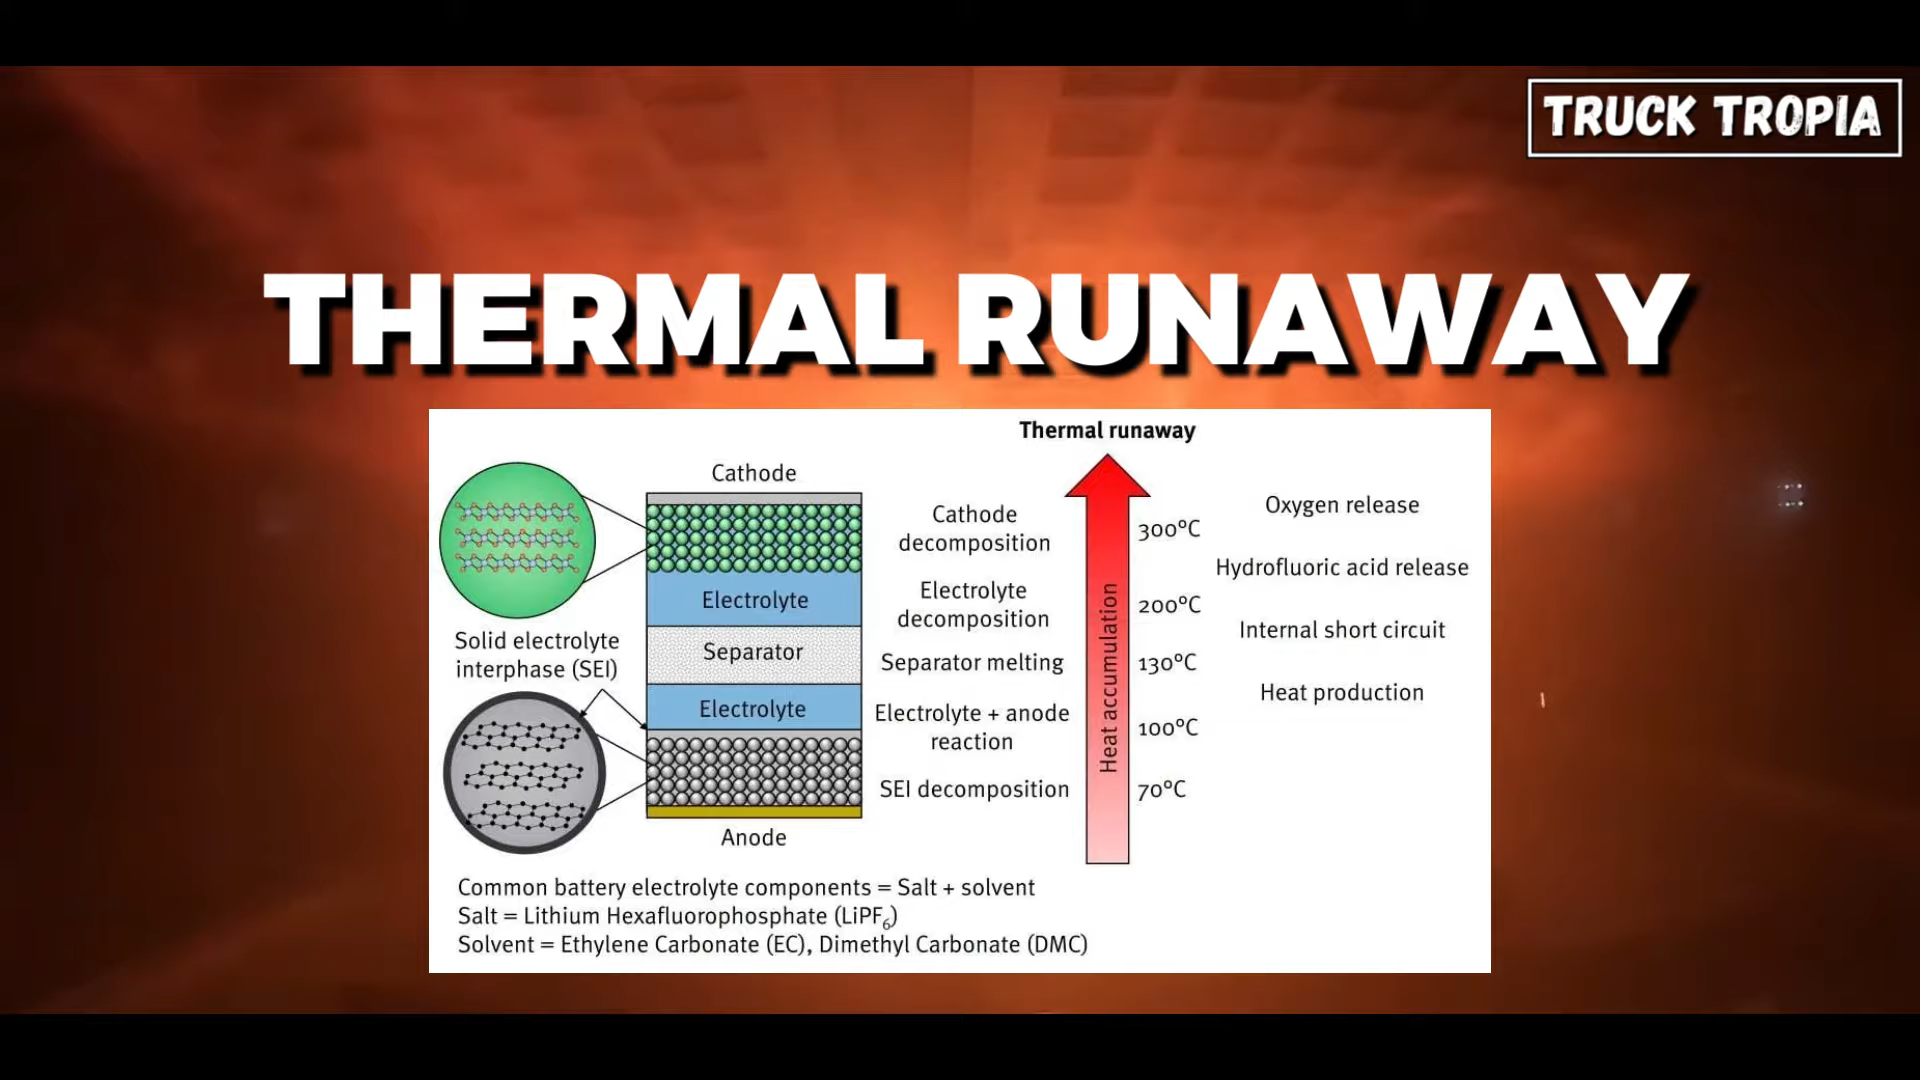 TRUCK TROPIA
THERMAL RUNAWAY
Thermal runaway
Cathode
Electrolyte
Separator
Electrolyte
Anode
Solid electrolyte
interphase (SEI)
Cathode
decomposition
Electrolyte
decomposition
Separator melting
Electrolyte + anode
reaction
SEI decomposition
Heat accumulation
300°C
200°C
130°C
100°C
70°C
Oxygen release
Hydrofluoric acid release
Internal short circuit
Heat production
Common battery electrolyte components = Salt + solvent
Salt = Lithium Hexafluorophosphate (LiPF₆)
Solvent = Ethylene Carbonate (EC), Dimethyl Carbonate (DMC)